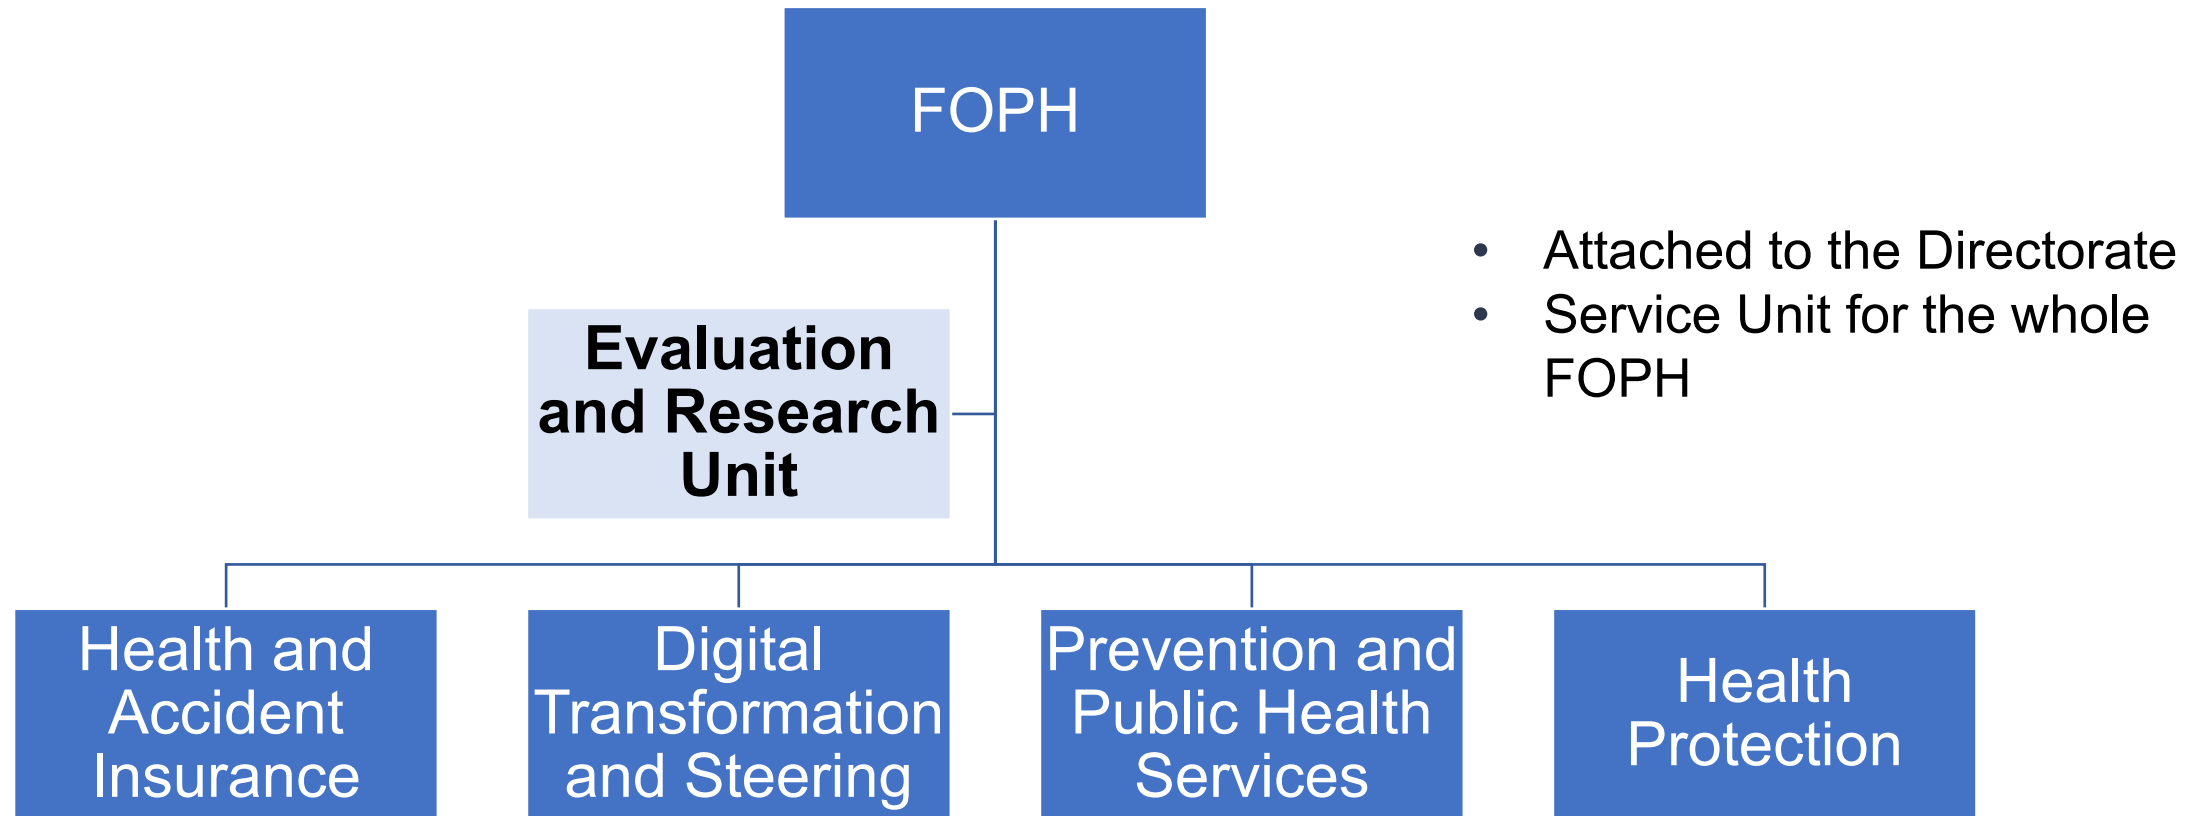 FOPH
• Attached to the Directorate
• Service Unit for the whole
FOPH
Evaluation
and Research
Unit
Health and
Accident
Insurance
Digital
Transformation
and Steering
Prevention and
Public Health
Services
Health
Protection